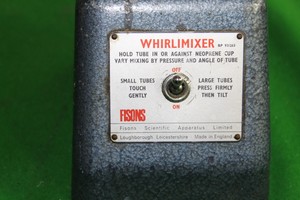 WHIRLIMIXER
HOLD TUBE IN OR AGAINST NEOPRENE CUP
VARY MIXING BY PRESSURE AND ANGLE OF TUBE
OFF
SMALL TUBES
TOUCH
GENTLY
LARGE TUBES
PRESS FIRMLY
THEN TILT
ON
FISONS
Fisons Scientific Apparatus Limited
Loughborough Leicestershire Made in England